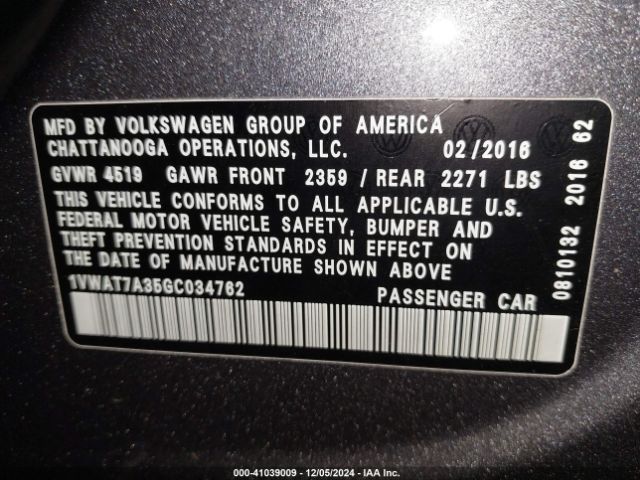 MFD BY VOLKSWAGEN GROUP OF AMERICA
CHATTANOOGA OPERATIONS, LLC. 02/2016
GVWR 4519 GAWR FRONT 2359 / REAR 2271 LBS
THIS VEHICLE CONFORMS TO ALL APPLICABLE U.S.
FEDERAL MOTOR VEHICLE SAFETY, BUMPER AND
THEFT PREVENTION STANDARDS IN EFFECT ON
THE DATE OF MANUFACTURE SHOWN ABOVE
1VWAT7A35GC034762 PASSENGER CAR
0810132 2016 62
000-41039009 - 12/05/2024 - IAA Inc.